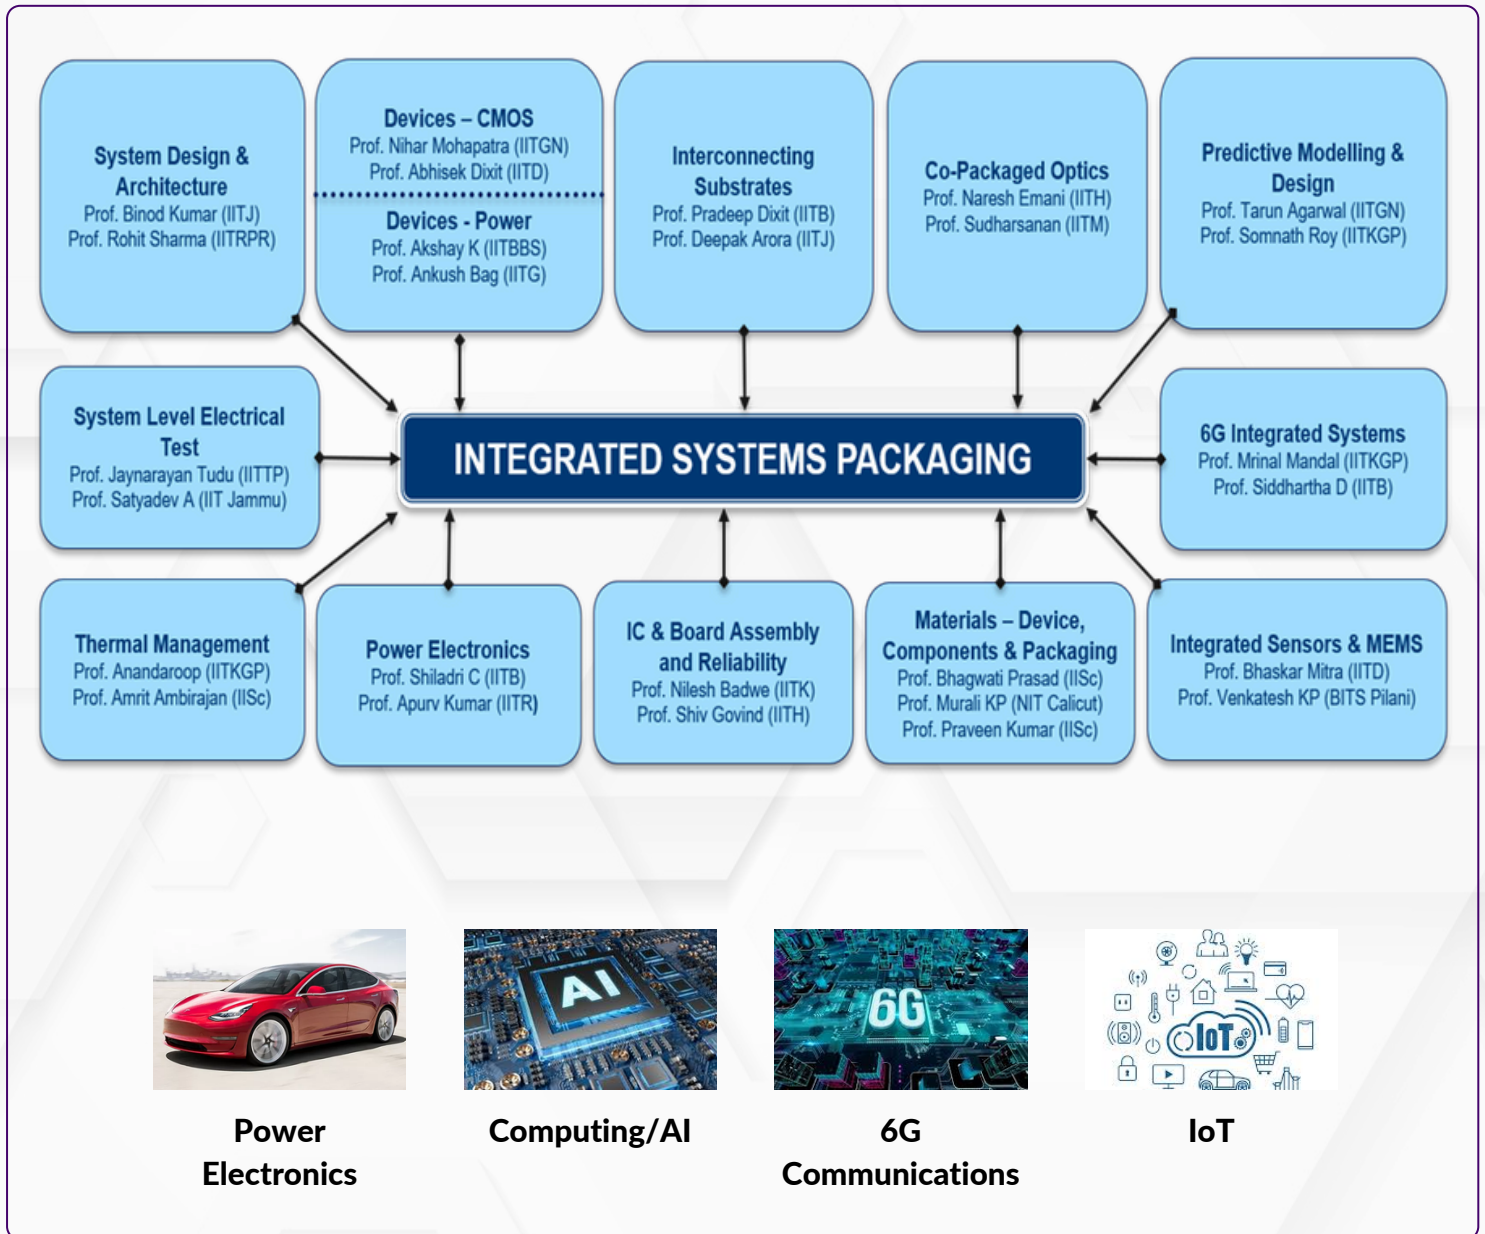 System Design &
Architecture
Prof. Binod Kumar (IITJ)
Prof. Rohit Sharma (IITRPR)
Devices – CMOS
Prof. Nihar Mohapatra (IITGN)
Prof. Abhisek Dixit (IITD)
Devices - Power
Prof. Akshay K (IITBBS)
Prof. Ankush Bag (IITG)
Interconnecting
Substrates
Prof. Pradeep Dixit (IITB)
Prof. Deepak Arora (IITJ)
Co-Packaged Optics
Prof. Naresh Emani (IITH)
Prof. Sudharsanan (IITM)
Predictive Modelling &
Design
Prof. Tarun Agarwal (IITGN)
Prof. Somnath Roy (IITKGP)
System Level Electrical
Test
Prof. Jaynarayan Tudu (IITTP)
Prof. Satyadev A (IIT Jammu)
INTEGRATED SYSTEMS PACKAGING
6G Integrated Systems
Prof. Mrinal Mandal (IITKGP)
Prof. Siddhartha D (IITB)
Thermal Management
Prof. Anandaroop (IITKGP)
Prof. Amrit Ambirajan (IISc)
Power Electronics
Prof. Shiladri C (IITB)
Prof. Apurv Kumar (IITR)
IC & Board Assembly
and Reliability
Prof. Nilesh Badwe (IITK)
Prof. Shiv Govind (IITH)
Materials – Device,
Components & Packaging
Prof. Bhagwati Prasad (IISc)
Prof. Murali KP (NIT Calicut)
Prof. Praveen Kumar (IISc)
Integrated Sensors & MEMS
Prof. Bhaskar Mitra (IITD)
Prof. Venkatesh KP (BITS Pilani)
AI
6G
IoT
Power
Electronics
Computing/AI
6G
Communications
IoT